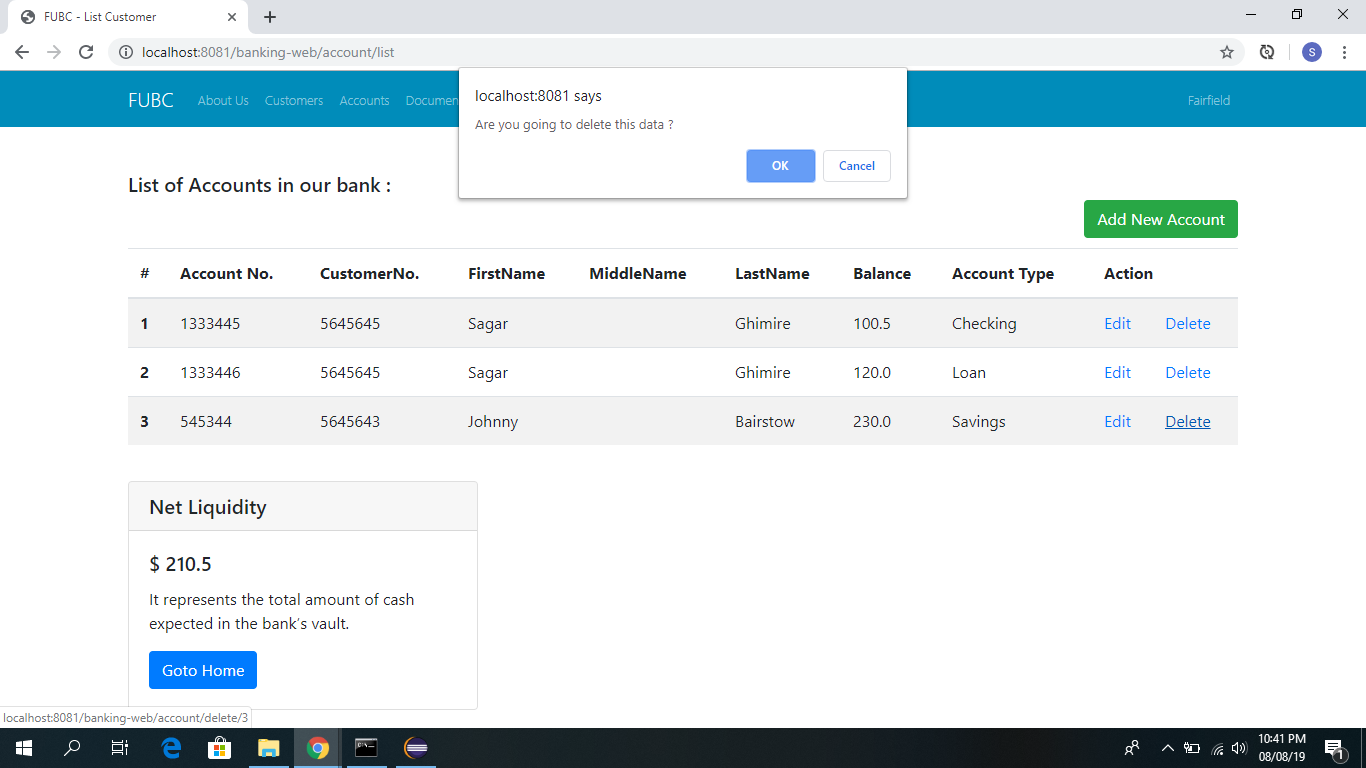 FUBC - List Customer
localhost:8081/banking-web/account/list
S
FUBC About Us Customers Accounts Documen Fairfield
localhost:8081 says
Are you going to delete this data ?
OK Cancel
List of Accounts in our bank :
Add New Account
# Account No. CustomerNo. FirstName MiddleName LastName Balance Account Type Action
1 1333445 5645645 Sagar Ghimire 100.5 Checking Edit Delete
2 1333446 5645645 Sagar Ghimire 120.0 Loan Edit Delete
3 545344 5645643 Johnny Bairstow 230.0 Savings Edit Delete
Net Liquidity
$ 210.5
It represents the total amount of cash
expected in the bank's vault.
Goto Home
localhost:8081/banking-web/account/delete/3
10:41 PM
08/08/19
1